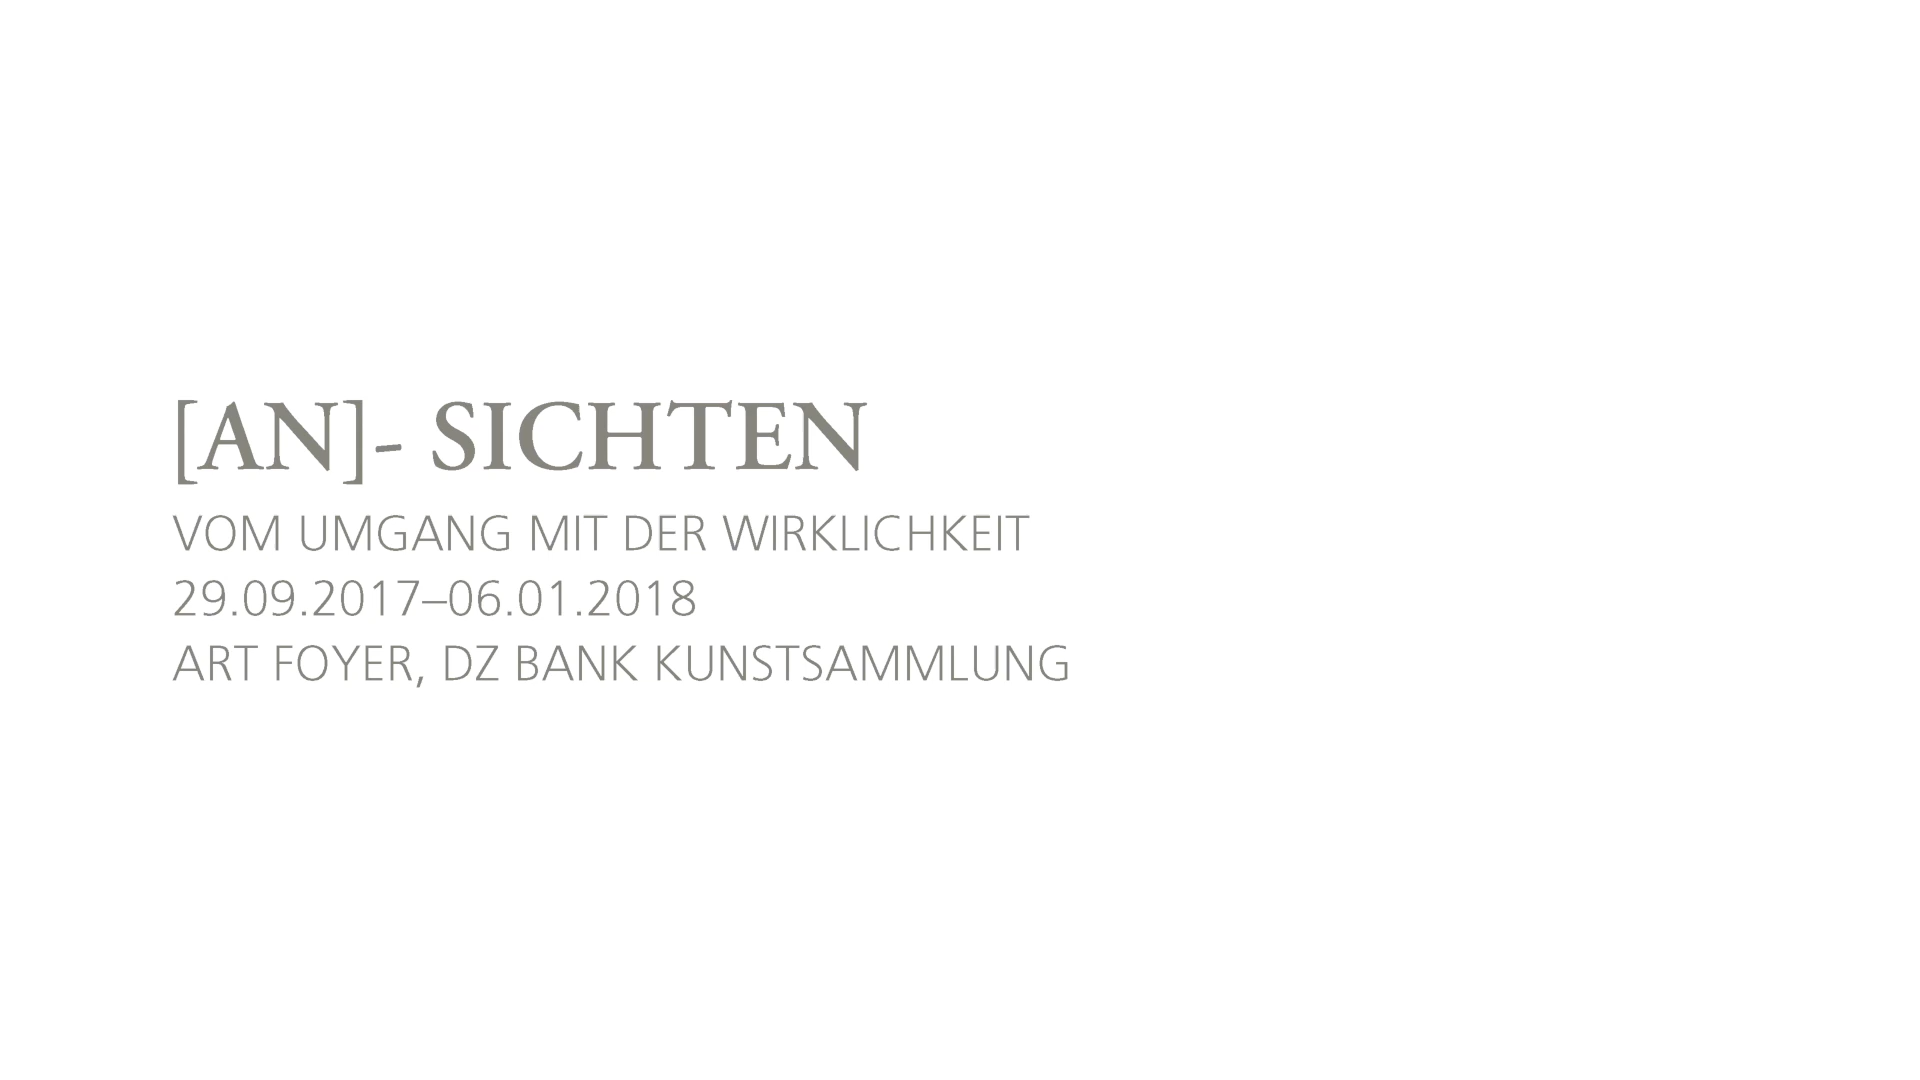 [AN]- SICHTEN
VOM UMGANG MIT DER WIRKLICHKEIT
29.09.2017–06.01.2018
ART FOYER, DZ BANK KUNSTSAMMLUNG